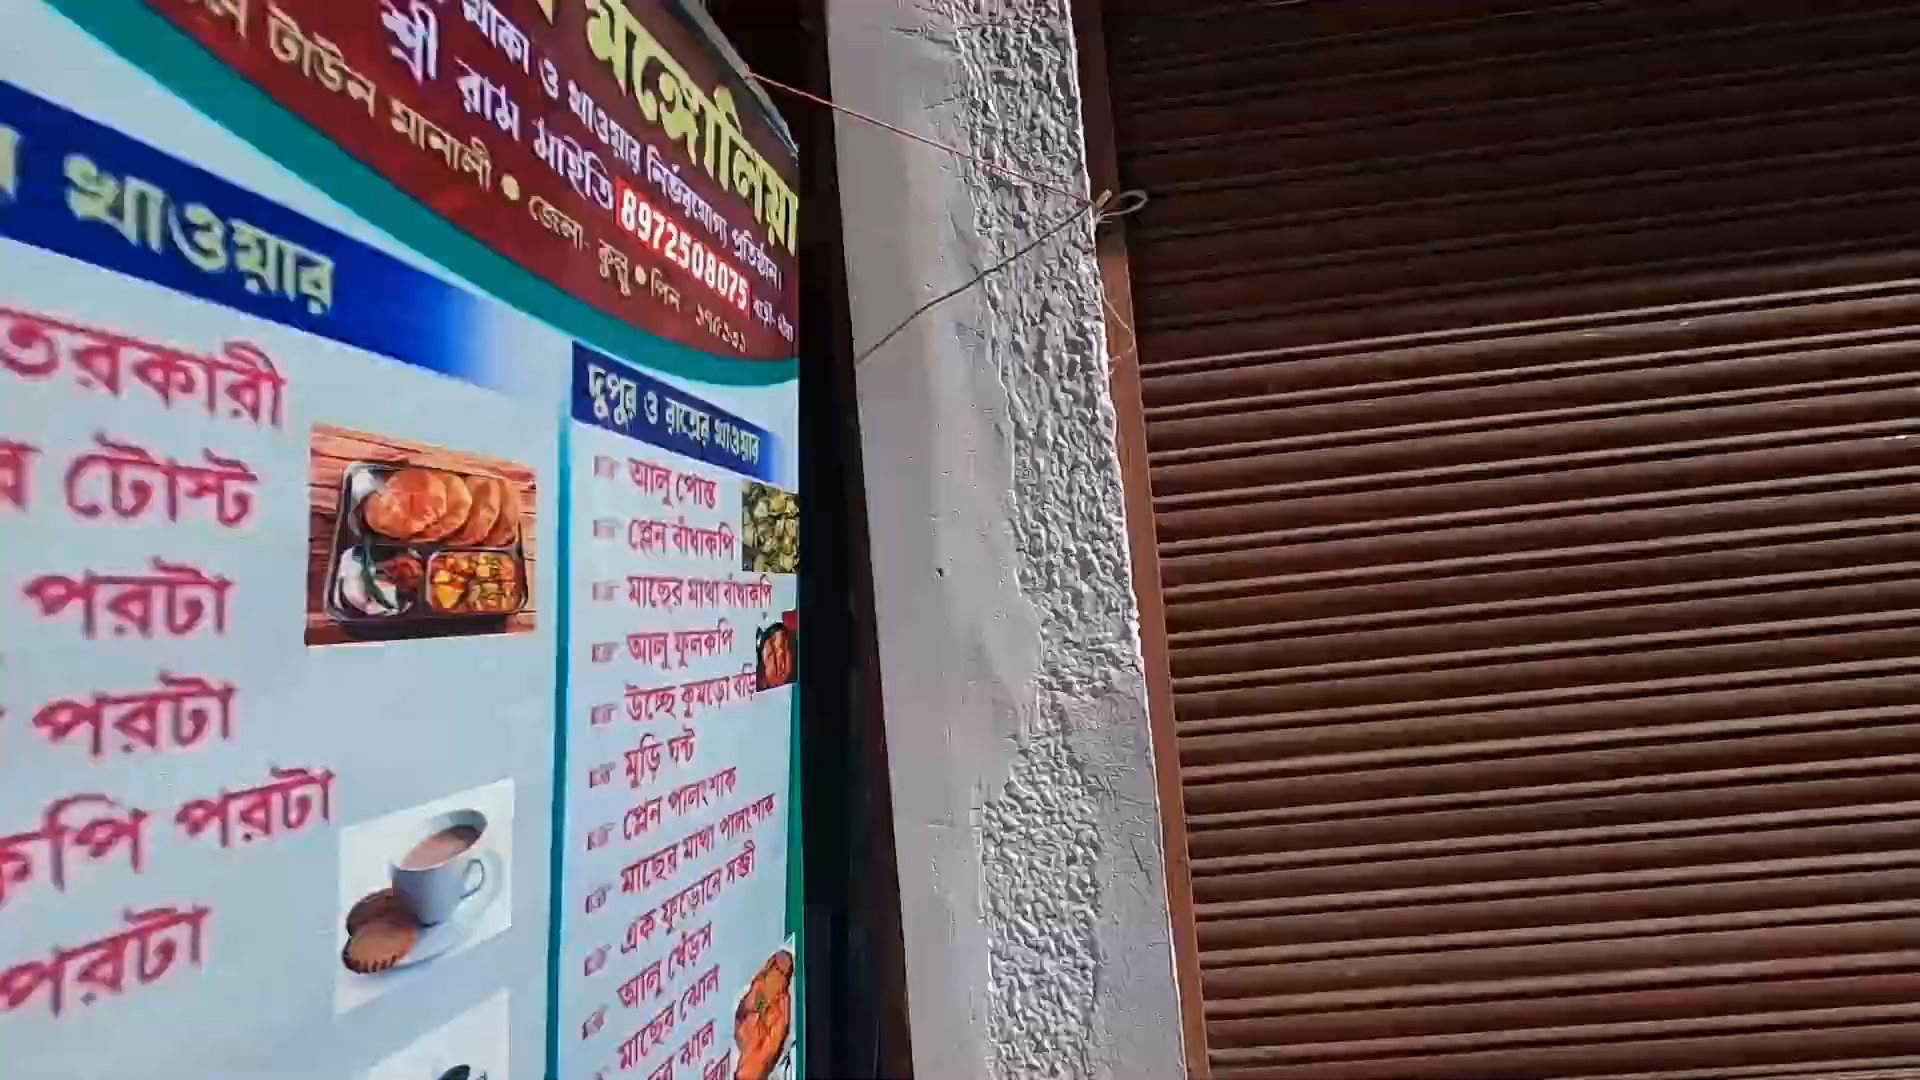 মঙ্গোলিয়া
থাকা ও খাওয়ার নির্ভরযোগ্য প্রতিষ্ঠান।
শ্রী রাম মাইতি 8972508075 বাড়ী-
টাউন মানালী • জেলা- কুল্লু • পিন - ১৭৫১৩১
খাওয়ার
তরকারী
টোস্ট
পরটা
পরটা
কপি পরটা
পরটা
দুপুর ও রাত্রের খাওয়ার
আলু পোস্ত
প্লেন বাঁধাকপি
মাছের মাথা বাঁধাকপি
আলু ফুলকপি
উচ্ছে কুমড়ো বড়ি
মুড়ি ঘন্ট
প্লেন পালংশাক
মাছের মাথা পালংশাক
এক ফুড়োনে সব্জী
আলু ঢেঁড়স
মাছের ঝোল
ঝাল